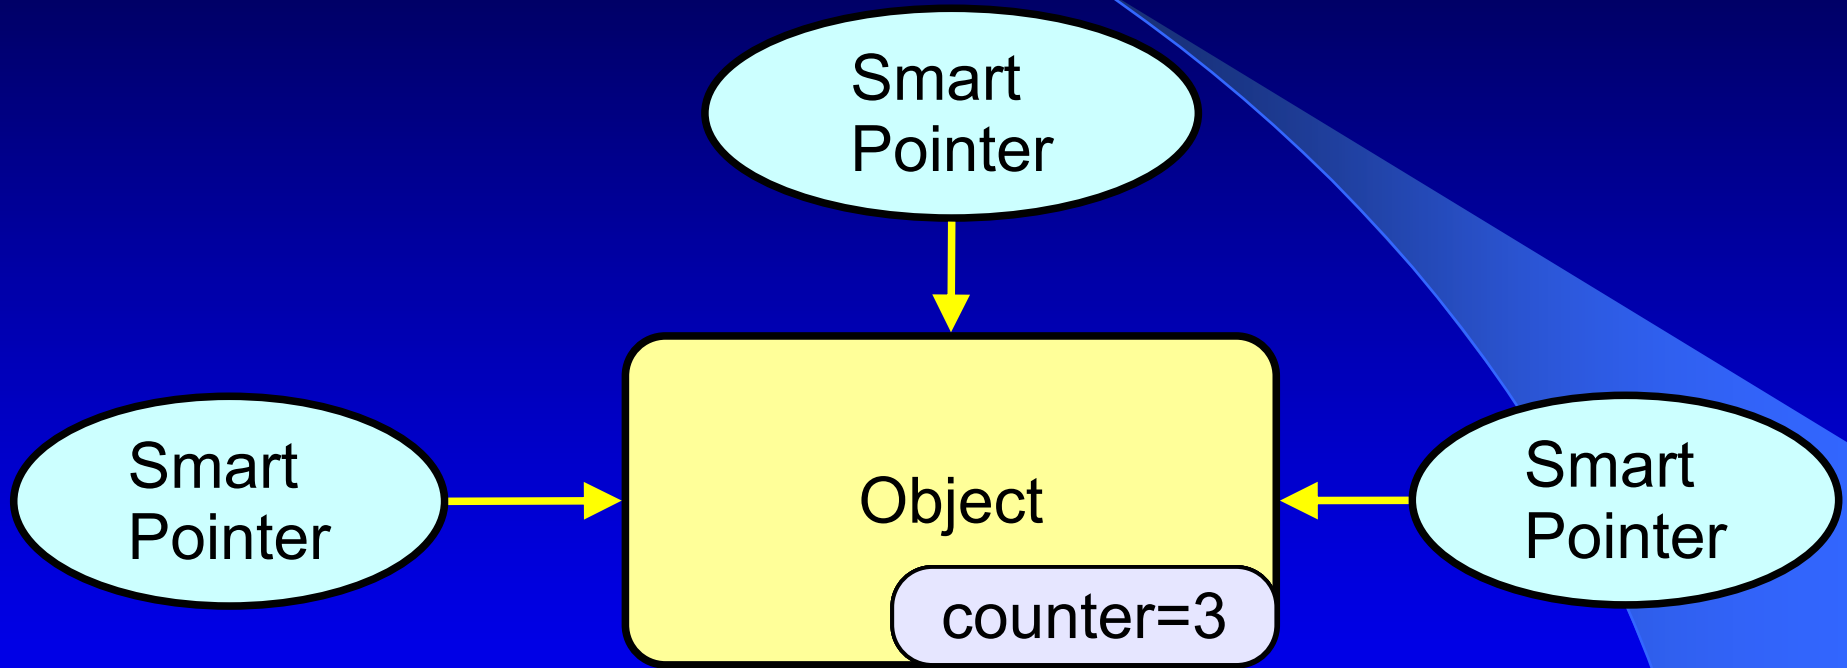 Smart
Pointer
Smart
Pointer
Object
Smart
Pointer
counter=3